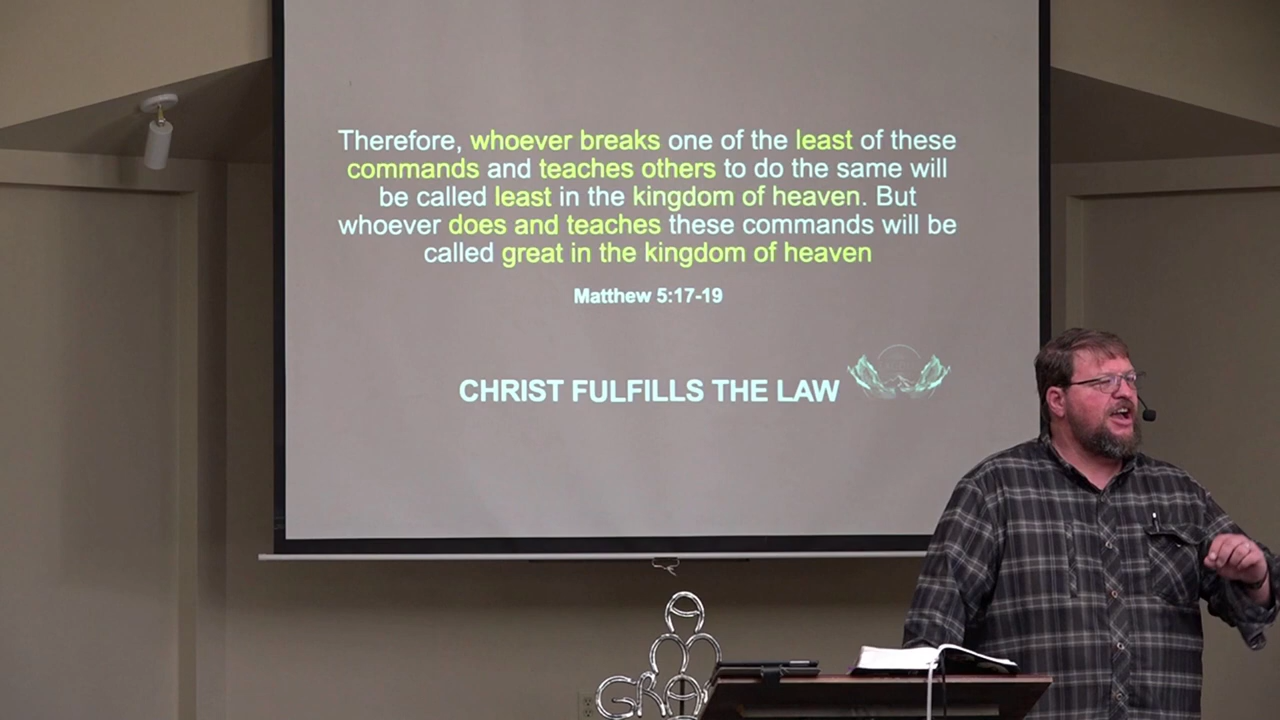 Therefore, whoever breaks one of the least of these
commands and teaches others to do the same will
be called least in the kingdom of heaven. But
whoever does and teaches these commands will be
called great in the kingdom of heaven
Matthew 5:17-19
CHRIST FULFILLS THE LAW